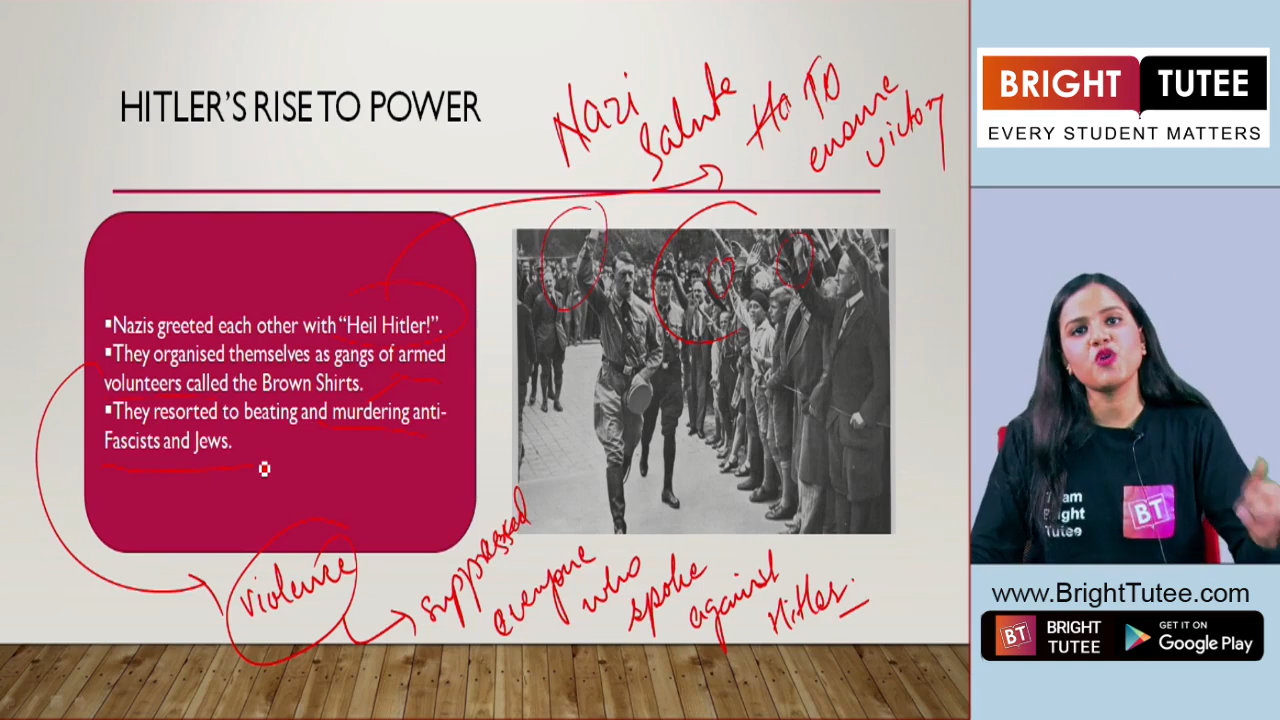 HITLER'S RISE TO POWER
Nazi
Salute
to
ensure
victory
▪Nazis greeted each other with “Heil Hitler!”.
▪They organised themselves as gangs of armed
volunteers called the Brown Shirts.
▪They resorted to beating and murdering anti-
Fascists and Jews.
violence
suppressed
everyone
who
spoke
against
Hitler.
BRIGHT TUTEE
EVERY STUDENT MATTERS
Team
Bright
Tutee
BT
www.BrightTutee.com
BT
BRIGHT
TUTEE
GET IT ON
Google Play